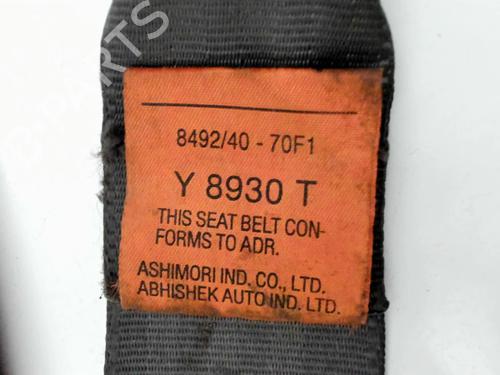 PARTS
8492/40 - 70F1
Y 8930 T
THIS SEAT BELT CON-
FORMS TO ADR.
ASHIMORI IND. CO., LTD.
ABHISHEK AUTO IND. LTD.